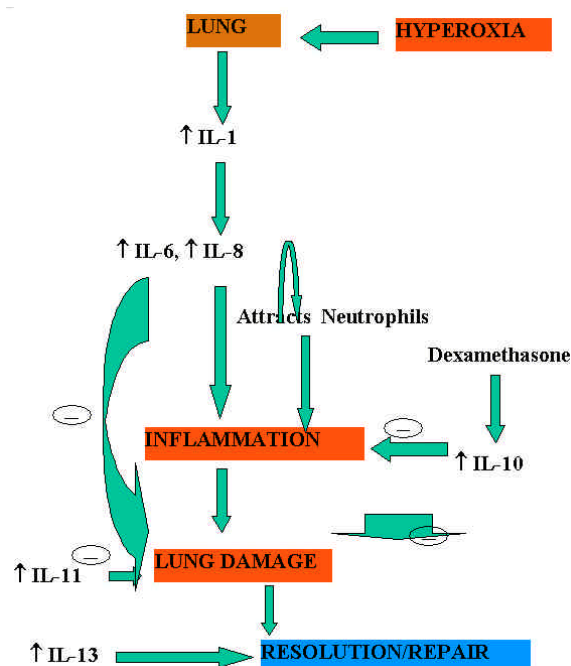 LUNG
HYPEROXIA
↑ IL-1
↑ IL-6, ↑ IL-8
Attracts Neutrophils
Dexamethasone
INFLAMMATION
↑ IL-10
LUNG DAMAGE
↑ IL-11
↑ IL-13
RESOLUTION/REPAIR